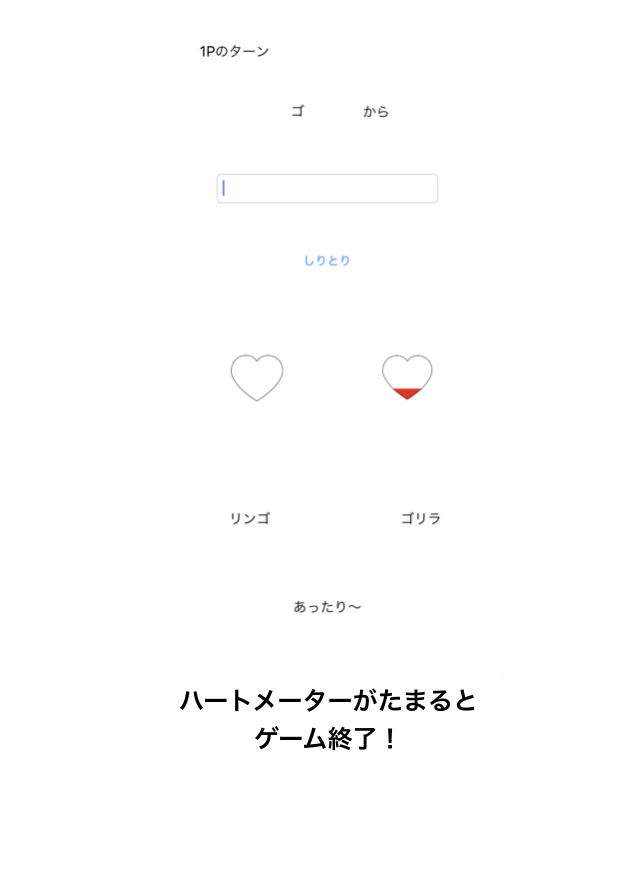 1Pのターン
ゴ から
しりとり
リンゴ ゴリラ
あったり〜
ハートメーターがたまると
ゲーム終了！